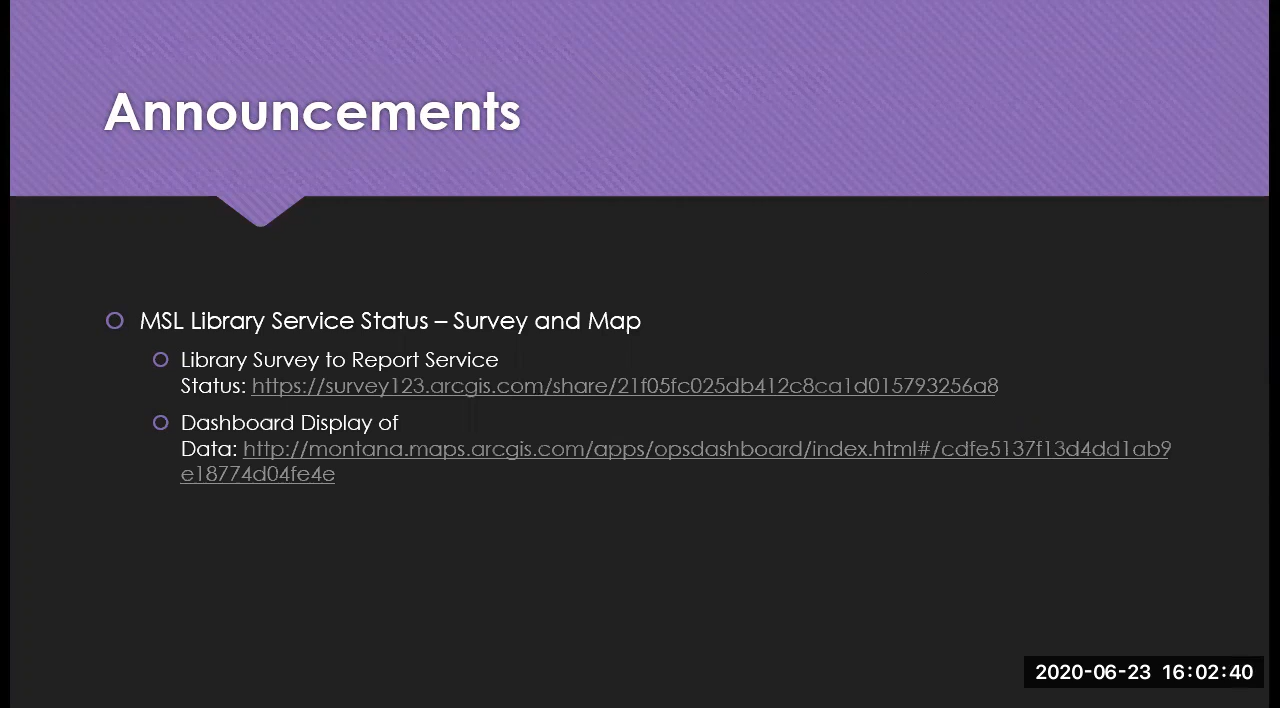 Announcements
MSL Library Service Status – Survey and Map
Library Survey to Report Service
Status: https://survey123.arcgis.com/share/21f05fc025db412c8ca1d015793256a8
Dashboard Display of
Data: http://montana.maps.arcgis.com/apps/opsdashboard/index.html#/cdfe5137f13d4dd1ab9
e18774d04fe4e
2020-06-23 16:02:40